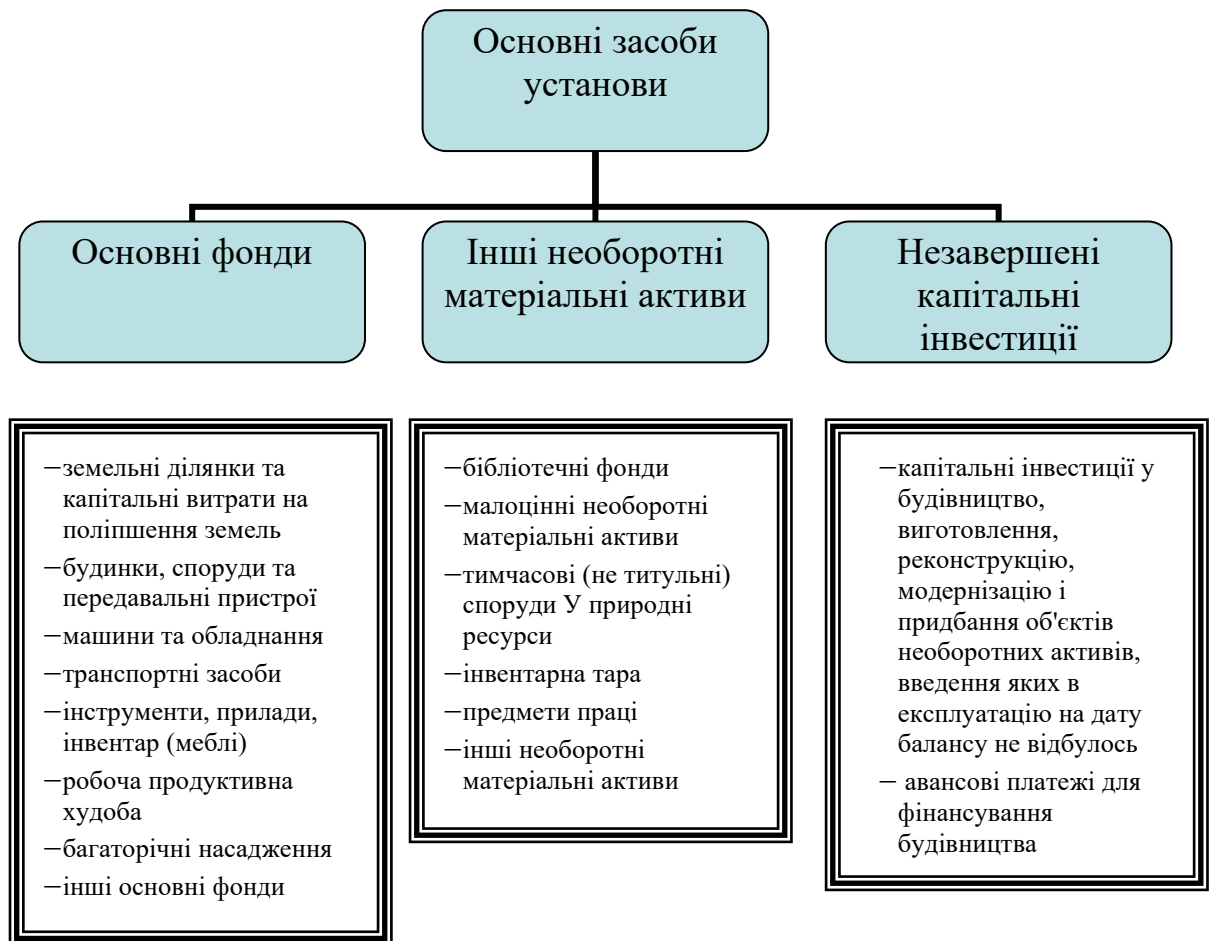 Основні засоби
установи
Основні фонди
Інші необоротні
матеріальні активи
Незавершені
капітальні
інвестиції
–земельні ділянки та
капітальні витрати на
поліпшення земель
–будинки, споруди та
передавальні пристрої
–машини та обладнання
–транспортні засоби
–інструменти, прилади,
інвентар (меблі)
–робоча продуктивна
худоба
–багаторічні насадження
–інші основні фонди
–бібліотечні фонди
–малоцінні необоротні
матеріальні активи
–тимчасові (не титульні)
споруди У природні
ресурси
–інвентарна тара
–предмети праці
–інші необоротні
матеріальні активи
–капітальні інвестиції у
будівництво,
виготовлення,
реконструкцію,
модернізацію і
придбання об'єктів
необоротних активів,
введення яких в
експлуатацію на дату
балансу не відбулось
– авансові платежі для
фінансування
будівництва